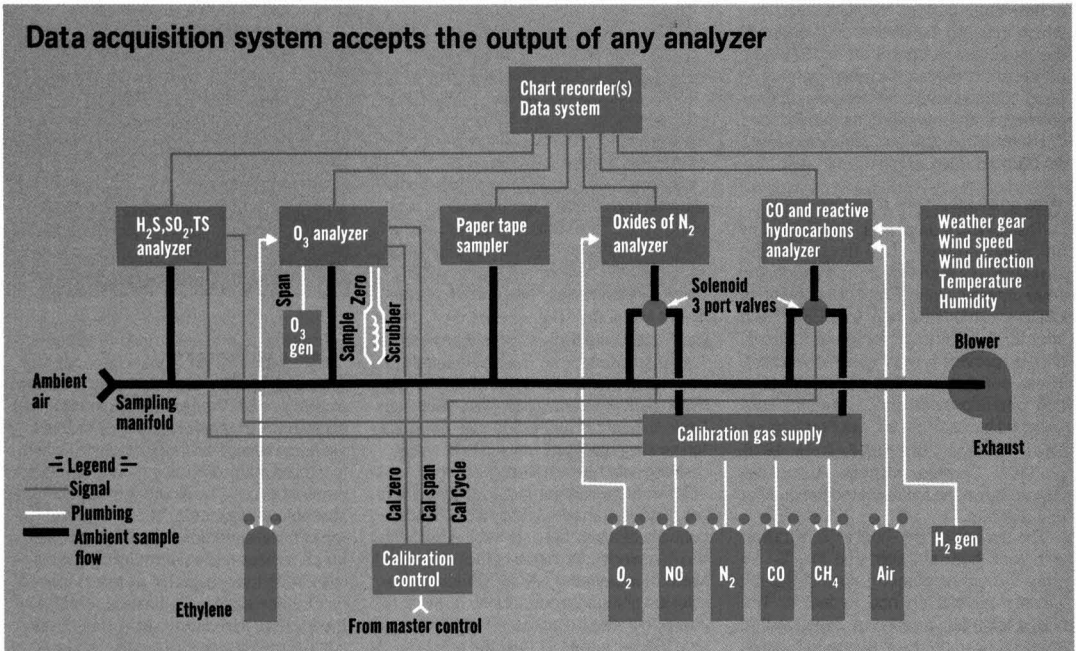 Data acquisition system accepts the output of any analyzer
Chart recorder(s)
Data system
H₂S,SO₂,TS
analyzer
O₃ analyzer
Paper tape
sampler
Oxides of N₂
analyzer
CO and reactive
hydrocarbons
analyzer
Weather gear
Wind speed
Wind direction
Temperature
Humidity
Span
O₃
gen
Sample
Zero
Scrubber
Solenoid
3 port valves
Blower
Ambient
air
Sampling
manifold
Calibration gas supply
Exhaust
Legend
Signal
Plumbing
Ambient sample
flow
Cal zero
Cal span
Cal Cycle
Calibration
control
From master control
Ethylene
O₂
NO
N₂
CO
CH₄
Air
H₂ gen